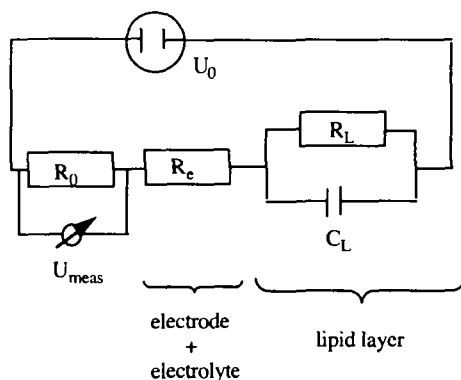 U0
RL
R0
Re
CL
Umeas
electrode
+
electrolyte
lipid layer